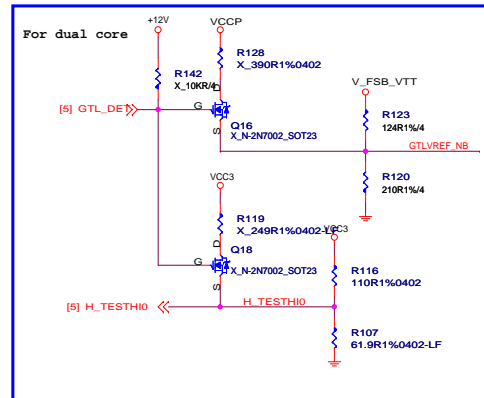 For dual core
+12V
VCCP
R128
X_390R1%0402
R142
X_10KR/4
V_FSB_VTT
[5] GTL_DET
G
D
S
Q16
X_N-2N7002_SOT23
R123
124R1%/4
GTLVREF_NB
R120
210R1%/4
VCC3
R119
X_249R1%0402-LF
VCC3
Q18
G
D
S
X_N-2N7002_SOT23
R116
110R1%0402
[5] H_TESTHI0
H_TESTHI0
R107
61.9R1%0402-LF